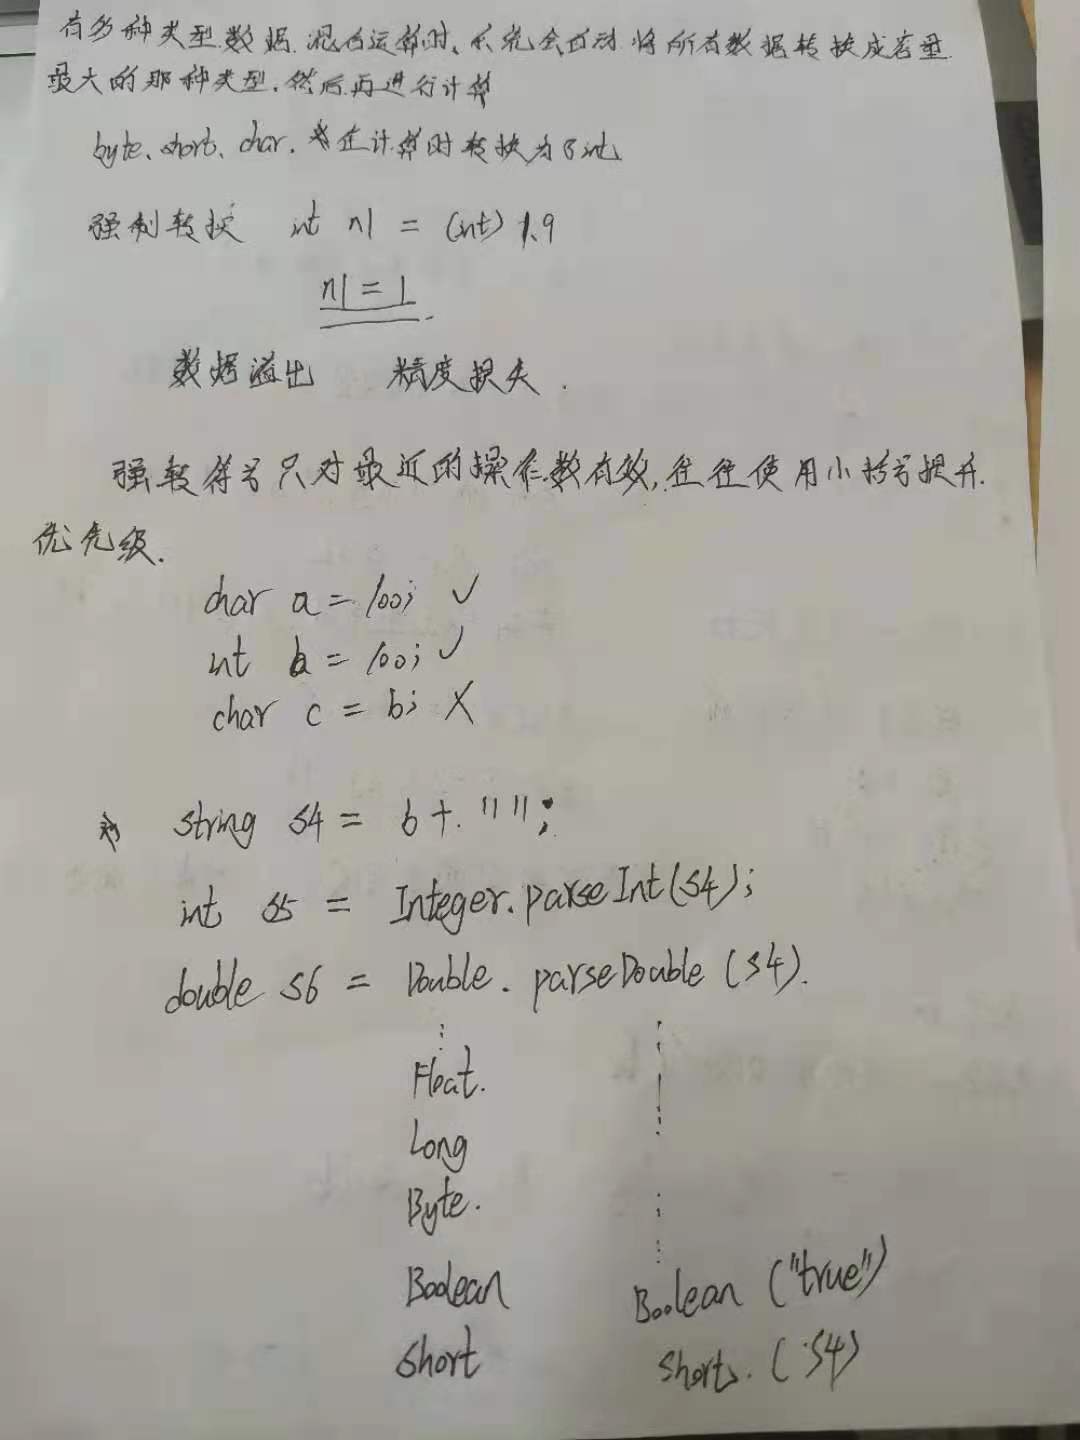 有多种类型数据混合运算时、系统会自动将所有数据转换成容量
最大的那种类型,然后再进行计算
byte、short、char. 在计算时转换为了int
强制转换 int n1 = (int) 1.9
n1 = 1
数据溢出 精度损失.
强转符号只对最近的操作数有效,往往使用小括号提升
优先级.
char a = 100; ✓
int b = 100; ✓
char c = b; X
string s4 = b + "";
int s5 = Integer.parseInt(s4);
double s6 = Double.parseDouble(s4).
Float.
Long
Byte.
Boolean Boolean ("true")
Short Short. (s4)